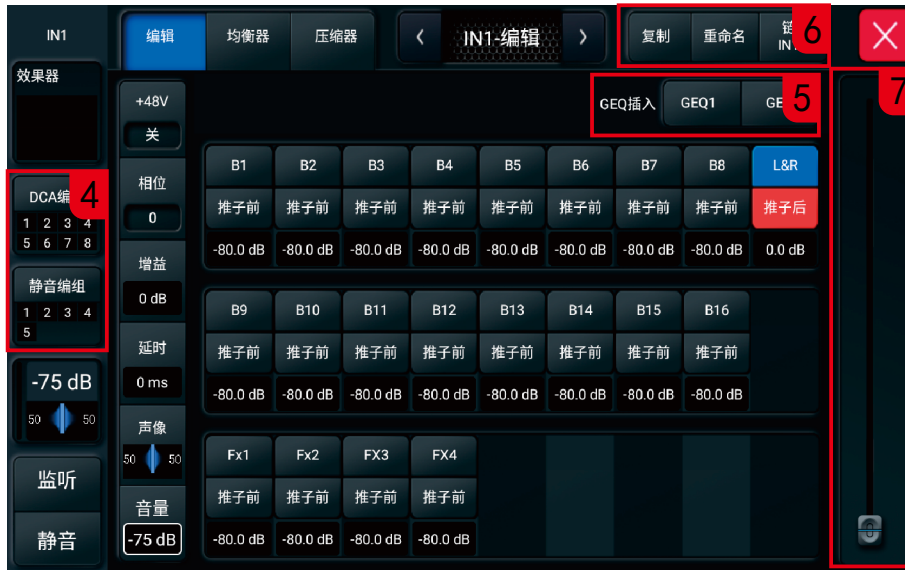 IN1
编辑 均衡器 压缩器 < IN1-编辑 > 复制 重命名 6
效果器
+48V
关
GEQ插入 GEQ1 5
7
DCA编 4
1 2 3 4
5 6 7 8
静音编组
1 2 3 4
5
-75 dB
50 50
监听
静音
相位
0
增益
0 dB
延时
0 ms
声像
50 50
音量
-75 dB
B1 B2 B3 B4 B5 B6 B7 B8 L&R
推子前 推子前 推子前 推子前 推子前 推子前 推子前 推子前 推子后
-80.0 dB -80.0 dB -80.0 dB -80.0 dB -80.0 dB -80.0 dB -80.0 dB -80.0 dB 0.0 dB
B9 B10 B11 B12 B13 B14 B15 B16
推子前 推子前 推子前 推子前 推子前 推子前 推子前 推子前
-80.0 dB -80.0 dB -80.0 dB -80.0 dB -80.0 dB -80.0 dB -80.0 dB -80.0 dB
Fx1 Fx2 FX3 FX4
推子前 推子前 推子前 推子前
-80.0 dB -80.0 dB -80.0 dB -80.0 dB